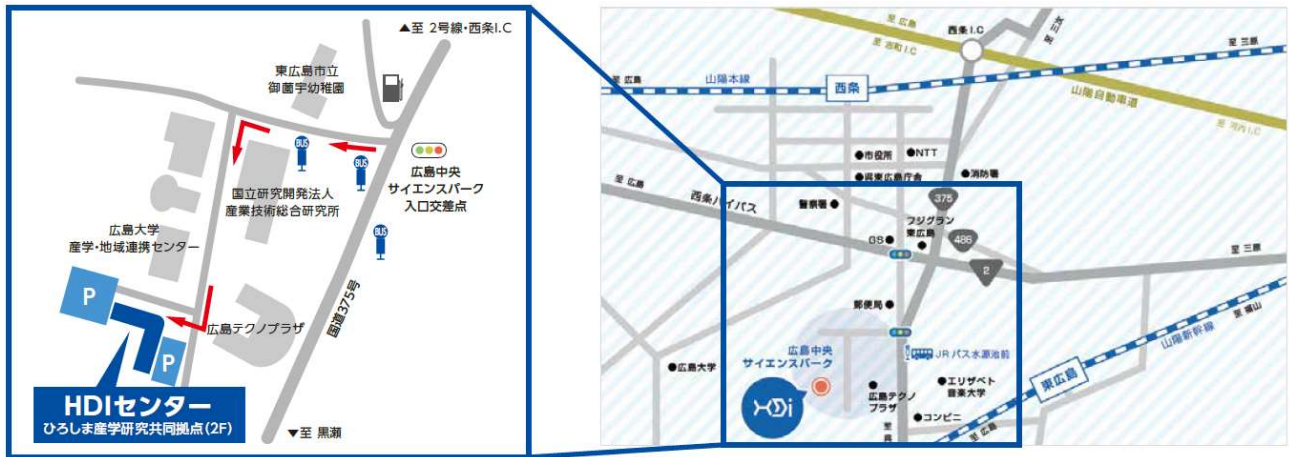 ▲至 2号線・西条I.C
東広島市立
御薗宇幼稚園
BUS
BUS
広島中央
サイエンスパーク
入口交差点
国立研究開発法人
産業技術総合研究所
BUS
広島大学
産学・地域連携センター
P
国道375号
広島テクノプラザ
P
HDIセンター
ひろしま産学研究共同拠点(2F)
▼至 黒瀬
至 広島
至 志和I.C
西条I.C
至 三次
至 三原
至 広島
山陽本線
西条
山陽自動車道
至 河内I.C
●市役所
●NTT
●県東広島庁舎
●消防署
至 広島
西条バイパス
警察署●
375
フジグラン
東広島
GS●
486
2
至 三原
郵便局●
至 福山
山陽新幹線
広島中央
サイエンスパーク
JRバス水源池前
●広島大学
東広島
HDi
広島テクノ
プラザ
●エリザベト
音楽大学
●コンビニ
至 広島